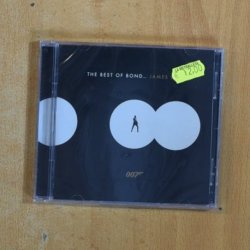 THE BEST OF BOND... JAMES
007